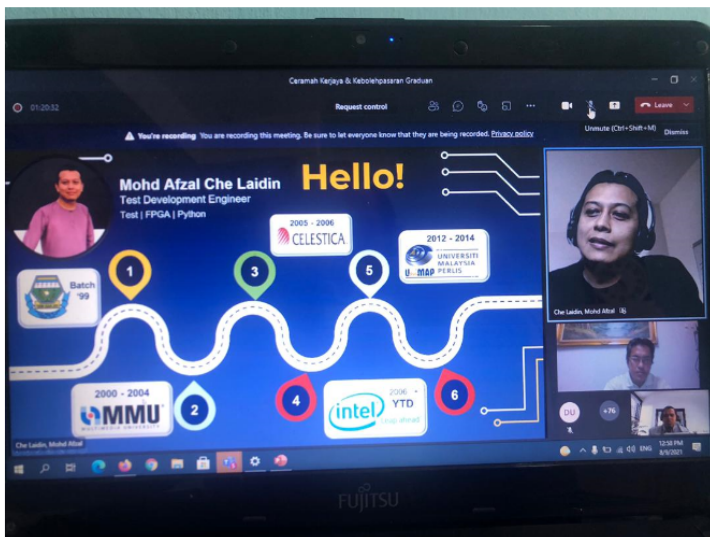 Ceramah Kerjaya & Kebolehpasaran Graduan
01:20:32
Request control
Leave
You're recording You are recording this meeting. Be sure to let everyone know that they are being recorded. Privacy policy
Unmute (Ctrl+Shift+M)
Dismiss
Hello!
Mohd Afzal Che Laidin
Test Development Engineer
Test | FPGA | Python
Batch
'99
1
2005 - 2006
CELESTICA
3
5
2012 - 2014
UNIVERSITI
MALAYSIA
PERLIS
UniMAP
2000 - 2004
MMU
MULTIMEDIA UNIVERSITY
2
4
2006 -
YTD
intel
Leap ahead
6
Che Laidin, Mohd Afzal
Che Laidin, Mohd Afzal
DU
+76
ENG
12:58 PM
8/9/2021
FUJITSU